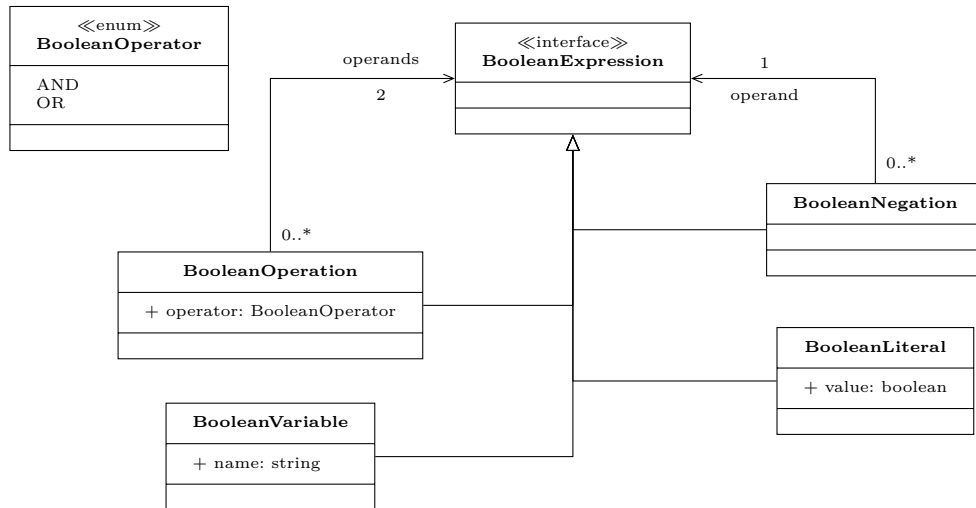 ≪enum≫
BooleanOperator
AND
OR
≪interface≫
BooleanExpression
operands
2
0..*
1
operand
0..*
BooleanNegation
BooleanOperation
+ operator: BooleanOperator
BooleanLiteral
+ value: boolean
BooleanVariable
+ name: string